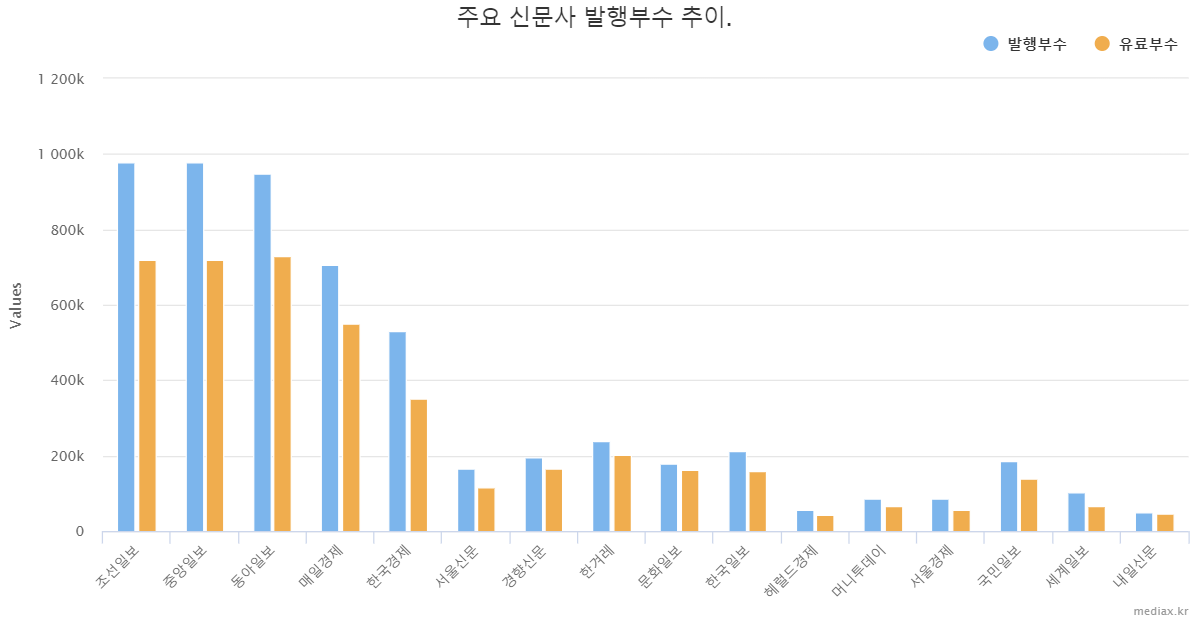 주요 신문사 발행부수 추이.
발행부수
유료부수
1 200k
1 000k
800k
600k
400k
200k
0
Values
조선일보
중앙일보
동아일보
매일경제
한국경제
서울신문
경향신문
한겨레
문화일보
한국일보
헤럴드경제
머니투데이
서울경제
국민일보
세계일보
내일신문
mediax.kr